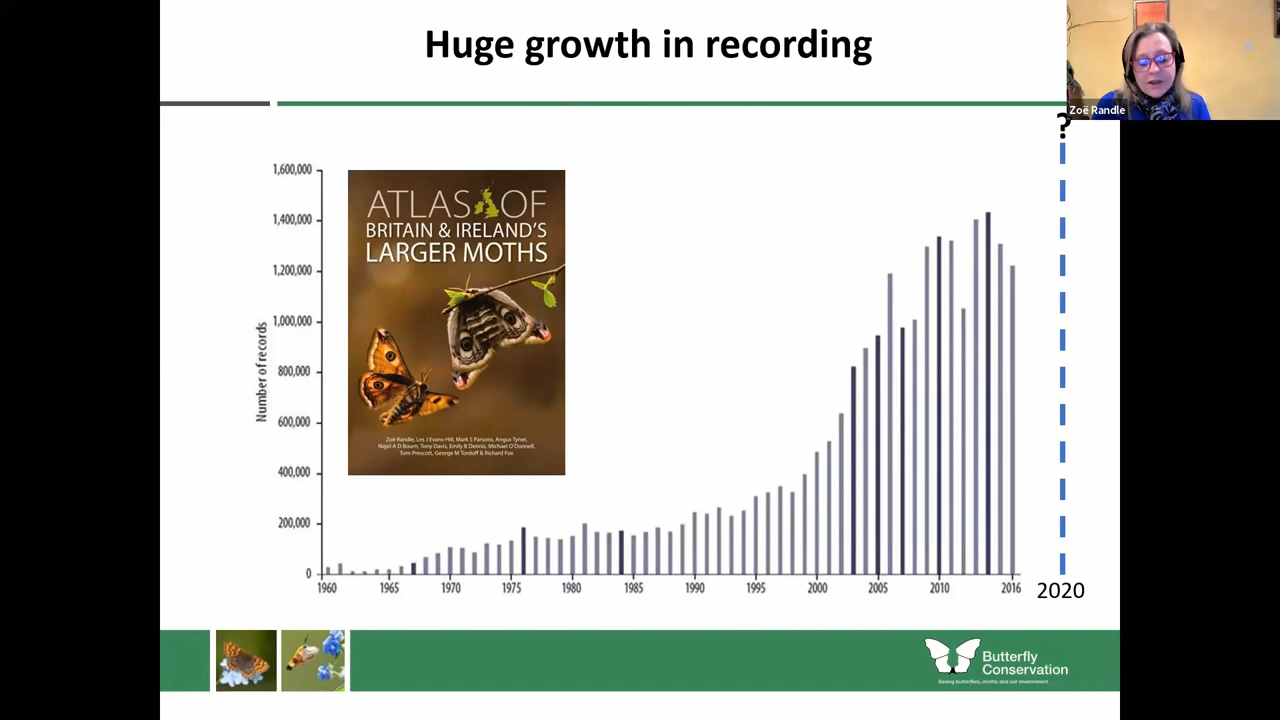 Huge growth in recording
Zoë Randle
?
1,600,000
1,400,000
1,200,000
1,000,000
800,000
600,000
400,000
200,000
0
Number of records
ATLAS OF
BRITAIN & IRELAND'S
LARGER MOTHS
Zoë Randle, Les J Evans-Hill, Mark S Parsons, Angus Tyner,
Nigel A D Bourn, Tony Davis, Emily B Dennis, Michael O'Donnell,
Tom Prescott, George M Tordoff & Richard Fox
1960 1965 1970 1975 1980 1985 1990 1995 2000 2005 2010 2016 2020
Butterfly
Conservation
Saving butterflies, moths and our environment